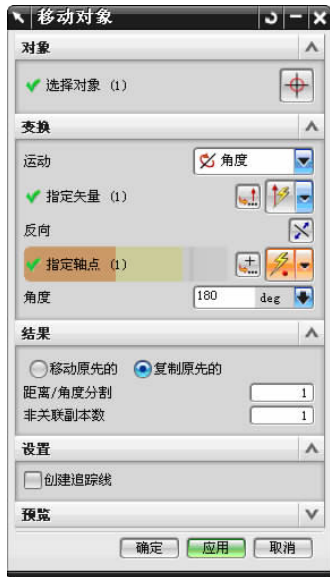 移动对象
对象
选择对象 (1)
变换
运动 角度
指定矢量 (1)
反向
指定轴点 (1)
角度 180 deg
结果
移动原先的 复制原先的
距离/角度分割 1
非关联副本数 1
设置
创建追踪线
预览
确定 应用 取消